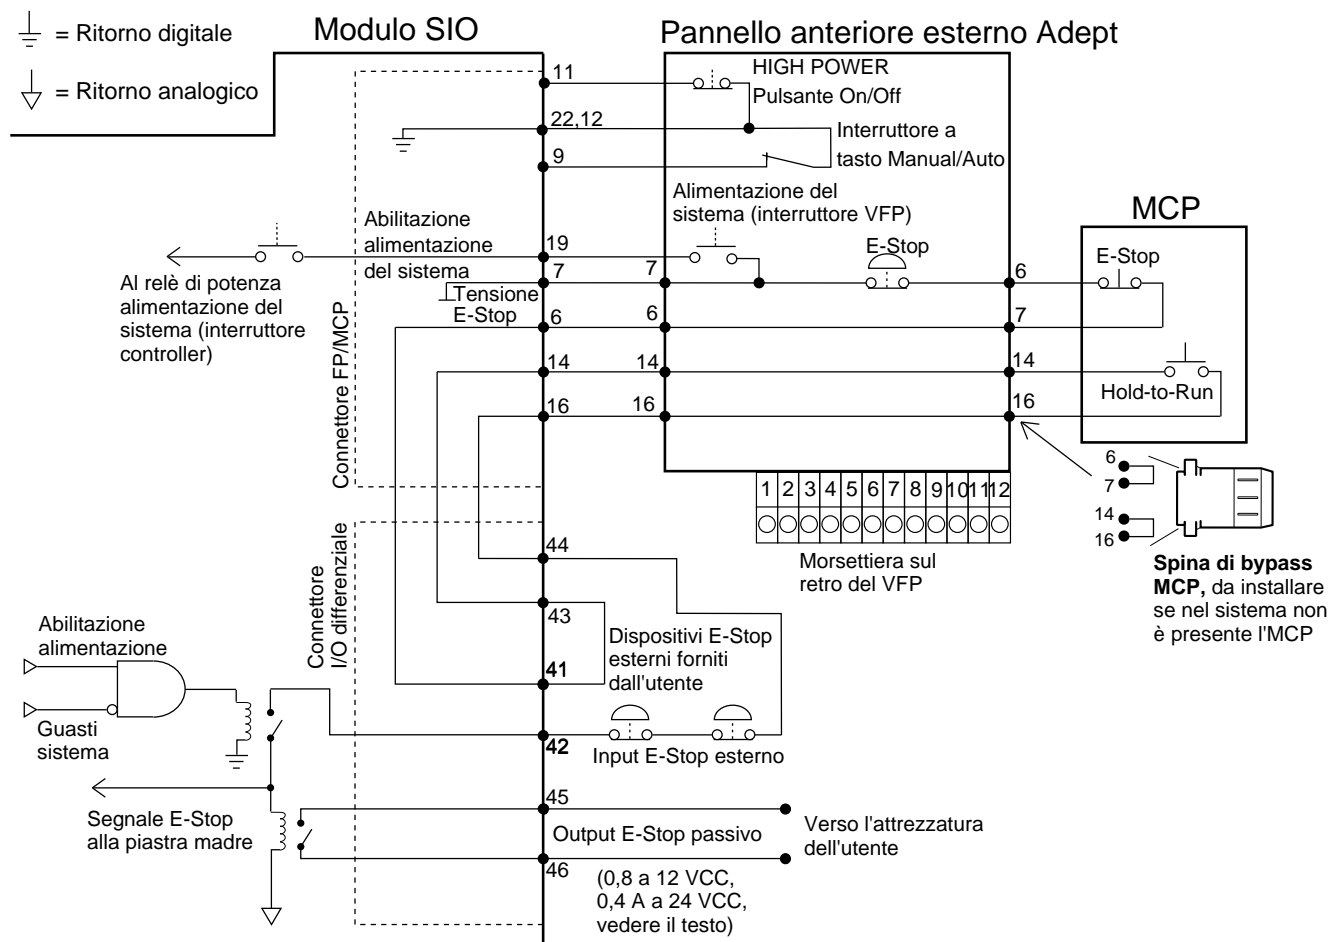 = Ritorno digitale
= Ritorno analogico
Modulo SIO
Pannello anteriore esterno Adept
11
HIGH POWER
Pulsante On/Off
22,12
Interruttore a
tasto Manual/Auto
9
Alimentazione del
sistema (interruttore VFP)
MCP
Abilitazione
alimentazione
del sistema
19
E-Stop
E-Stop
Al relè di potenza
alimentazione del
sistema (interruttore
controller)
7
7
6
Tensione
E-Stop
6
6
7
Connettore FP/MCP
14
14
14
Hold-to-Run
16
16
16
1 2 3 4 5 6 7 8 9 10 11 12
Morsettiera sul
retro del VFP
6
7
14
16
Spina di bypass
MCP, da installare
se nel sistema non
è presente l'MCP
Connettore
I/O differenziale
44
43
Dispositivi E-Stop
esterni forniti
dall'utente
41
Abilitazione
alimentazione
Guasti
sistema
42
Input E-Stop esterno
Segnale E-Stop
alla piastra madre
45
Output E-Stop passivo
Verso l'attrezzatura
dell'utente
46
(0,8 a 12 VCC,
0,4 A a 24 VCC,
vedere il testo)